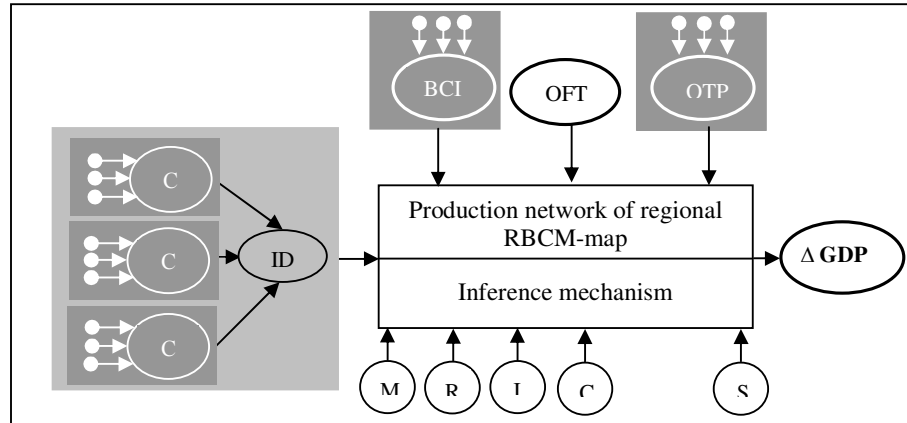 BCI
OFT
OTP
C
C
C
ID
Production network of regional
RBCM-map
Inference mechanism
Δ GDP
M
R
I
C
S